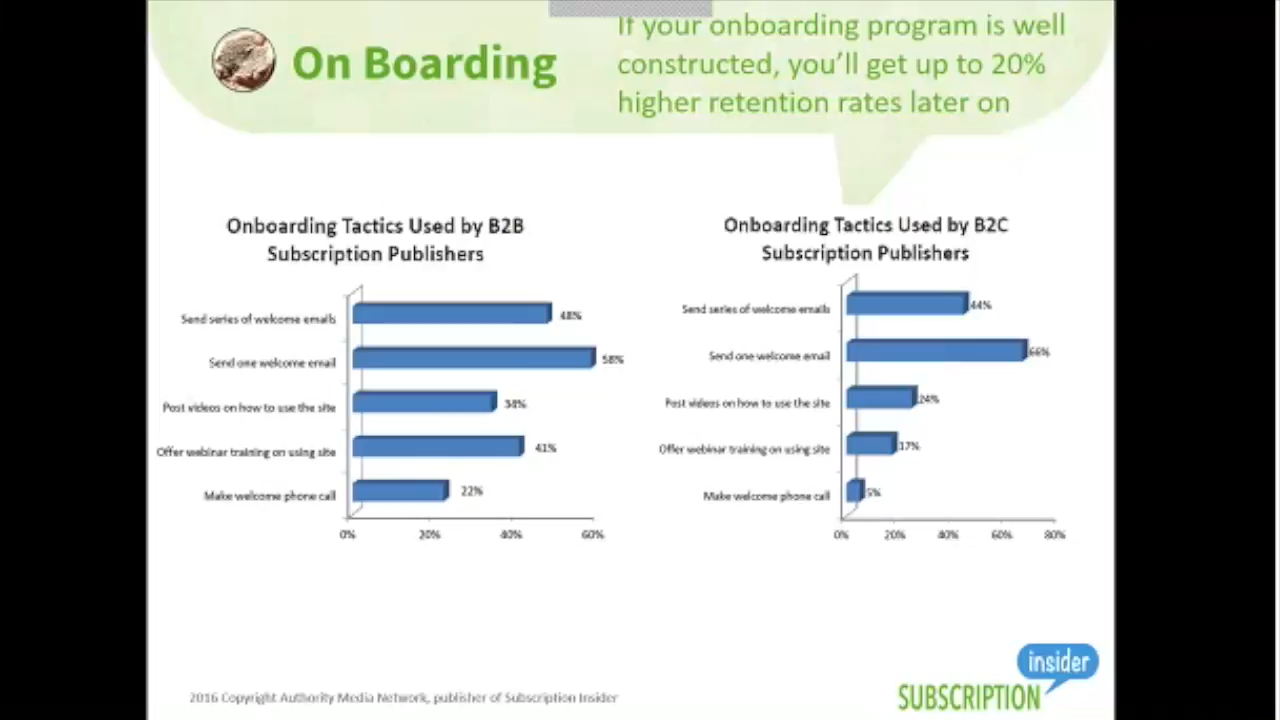 On Boarding
If your onboarding program is well
constructed, you'll get up to 20%
higher retention rates later on
Onboarding Tactics Used by B2B
Subscription Publishers
Send series of welcome emails
48%
Send one welcome email
58%
Post videos on how to use the site
34%
Offer webinar training on using site
41%
Make welcome phone call
22%
0% 20% 40% 60%
Onboarding Tactics Used by B2C
Subscription Publishers
Send series of welcome emails
44%
Send one welcome email
66%
Post videos on how to use the site
24%
Offer webinar training on using site
17%
Make welcome phone call
5%
0% 20% 40% 60% 80%
2016 Copyright Authority Media Network, publisher of Subscription Insider
insider
SUBSCRIPTION